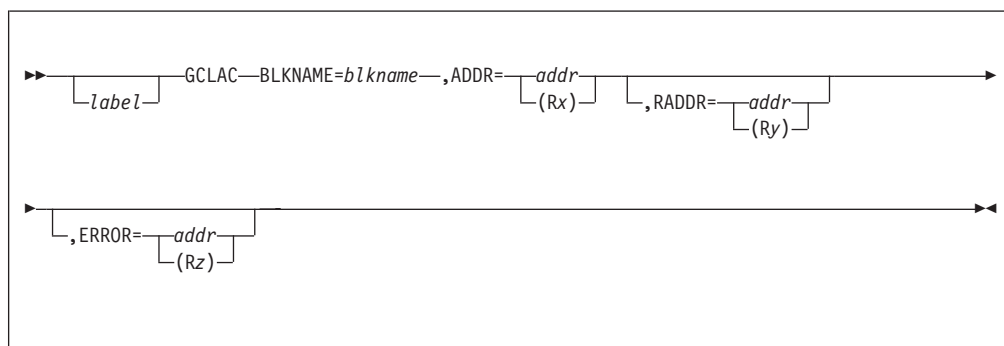 GCLAC BLKNAME=blkname ,ADDR= addr
label (Rx) ,RADDR= addr
(Ry)
,ERROR= addr
(Rz)